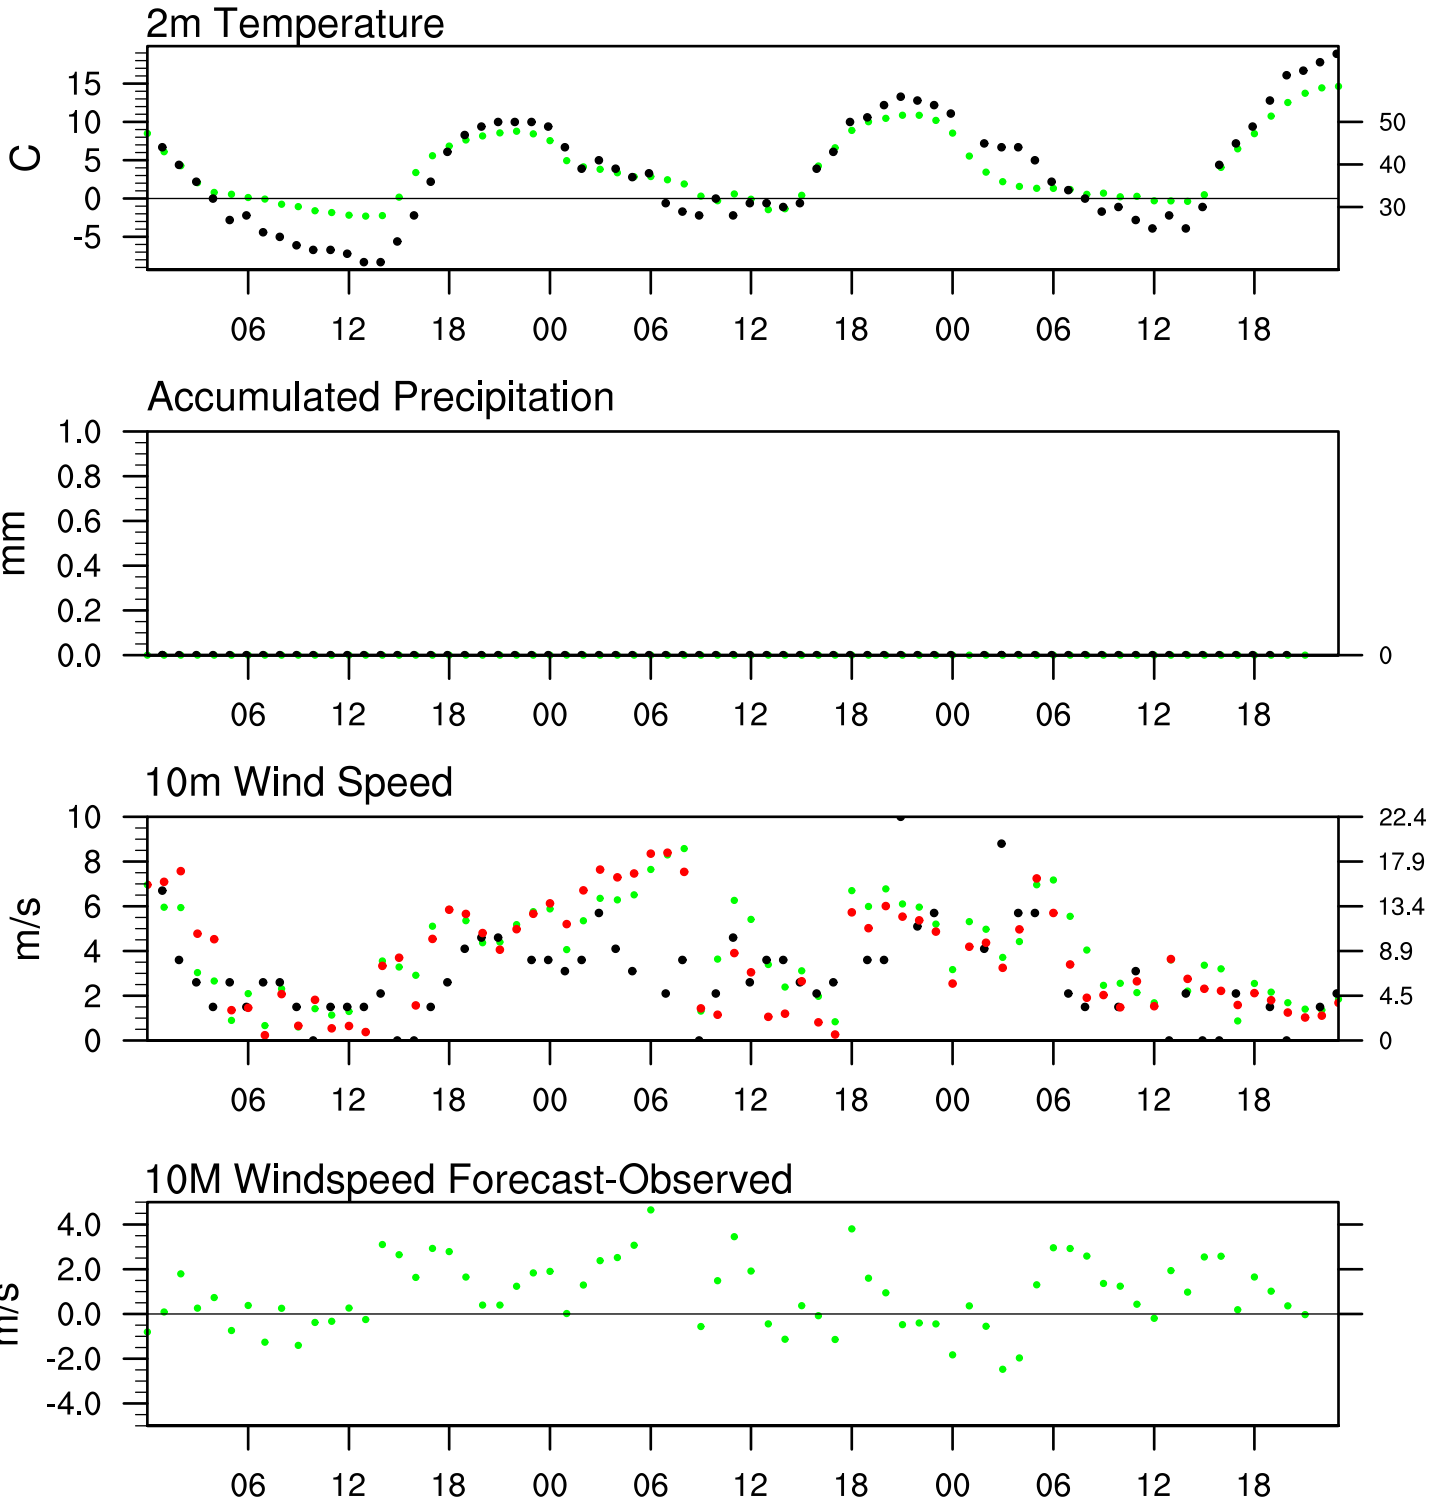 2m Temperature
15
10
5
0
-5
C
50
40
30
06 12 18 00 06 12 18 00 06 12 18
Accumulated Precipitation
1.0
0.8
0.6
0.4
0.2
0.0
mm
0
06 12 18 00 06 12 18 00 06 12 18
10m Wind Speed
10
8
6
4
2
0
m/s
22.4
17.9
13.4
8.9
4.5
0
06 12 18 00 06 12 18 00 06 12 18
10M Windspeed Forecast-Observed
4.0
2.0
0.0
-2.0
-4.0
m/s
06 12 18 00 06 12 18 00 06 12 18